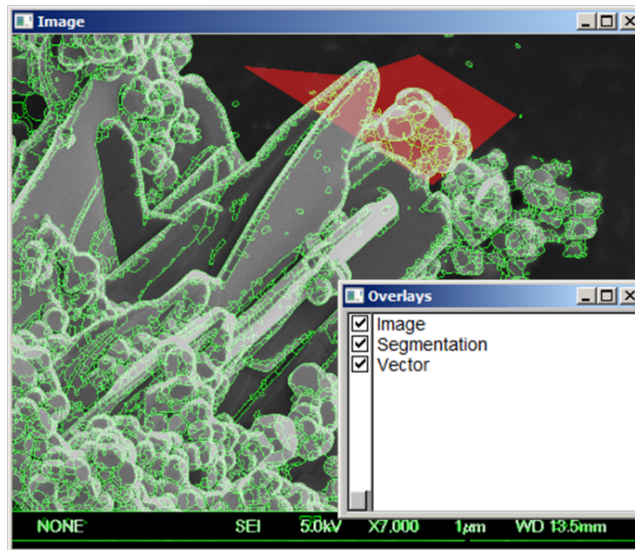 Image
Overlays
Image
Segmentation
Vector
NONE SEI 5.0kV X7,000 1μm WD 13.5mm